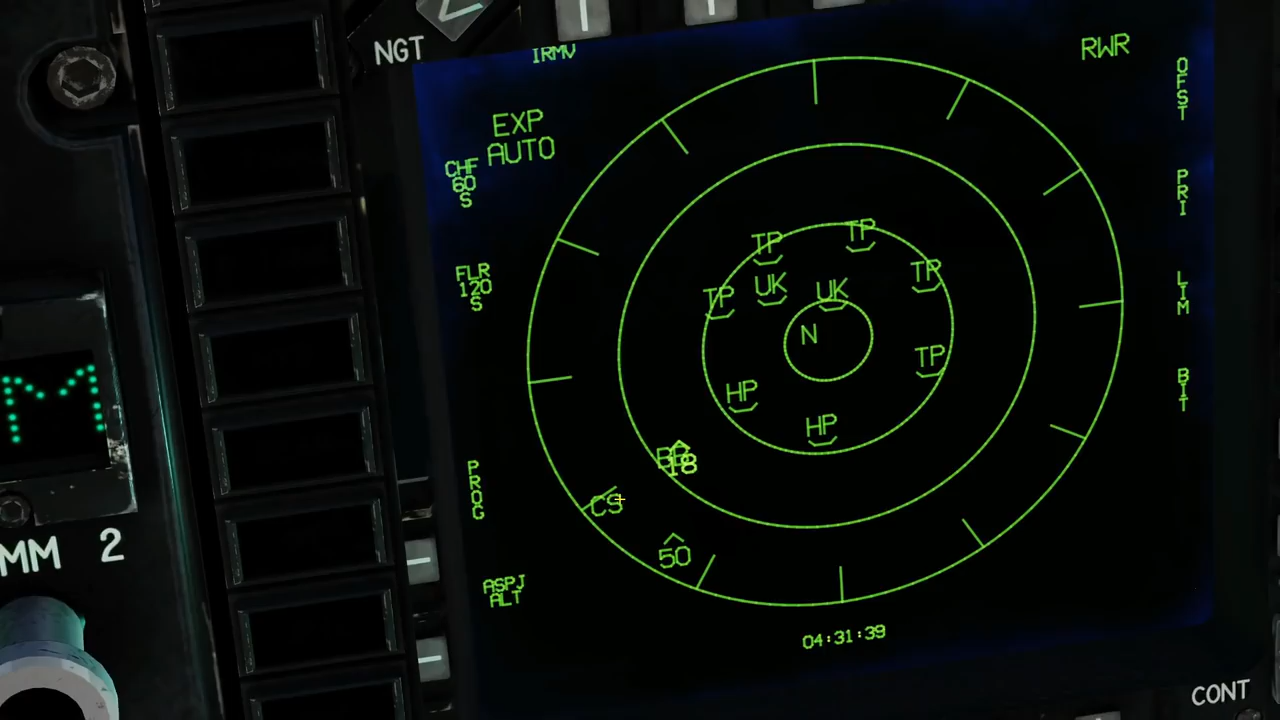 NGT
IRMV
RWR
EXP
AUTO
CHF
60
S
FLR
120
S
PROG
ASPJ
ALT
OFST
PRI
LIM
BIT
TP
TP
TP
TP
UK
UK
N
TP
HP
HP
18
CS
50
04:31:39
M
MM 2
CONT